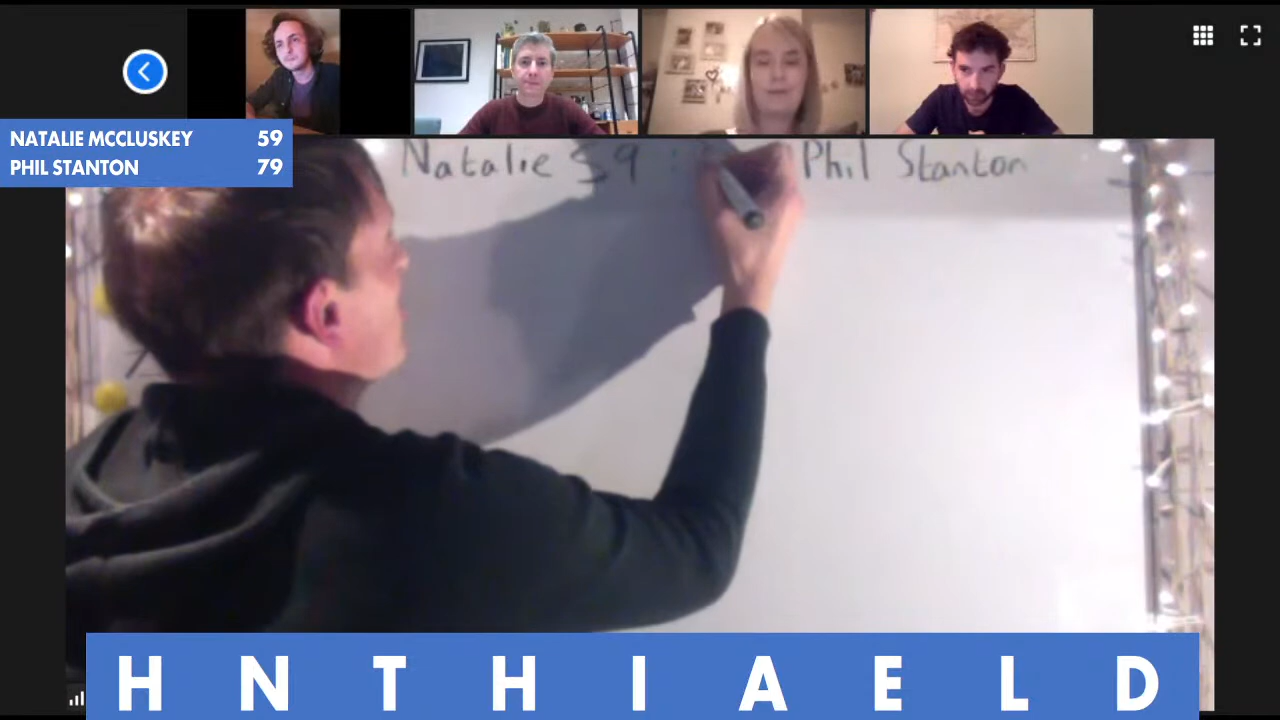 NATALIE MCCLUSKEY 59
PHIL STANTON 79
Natalie 59 : Phil Stanton
H N T H I A E L D